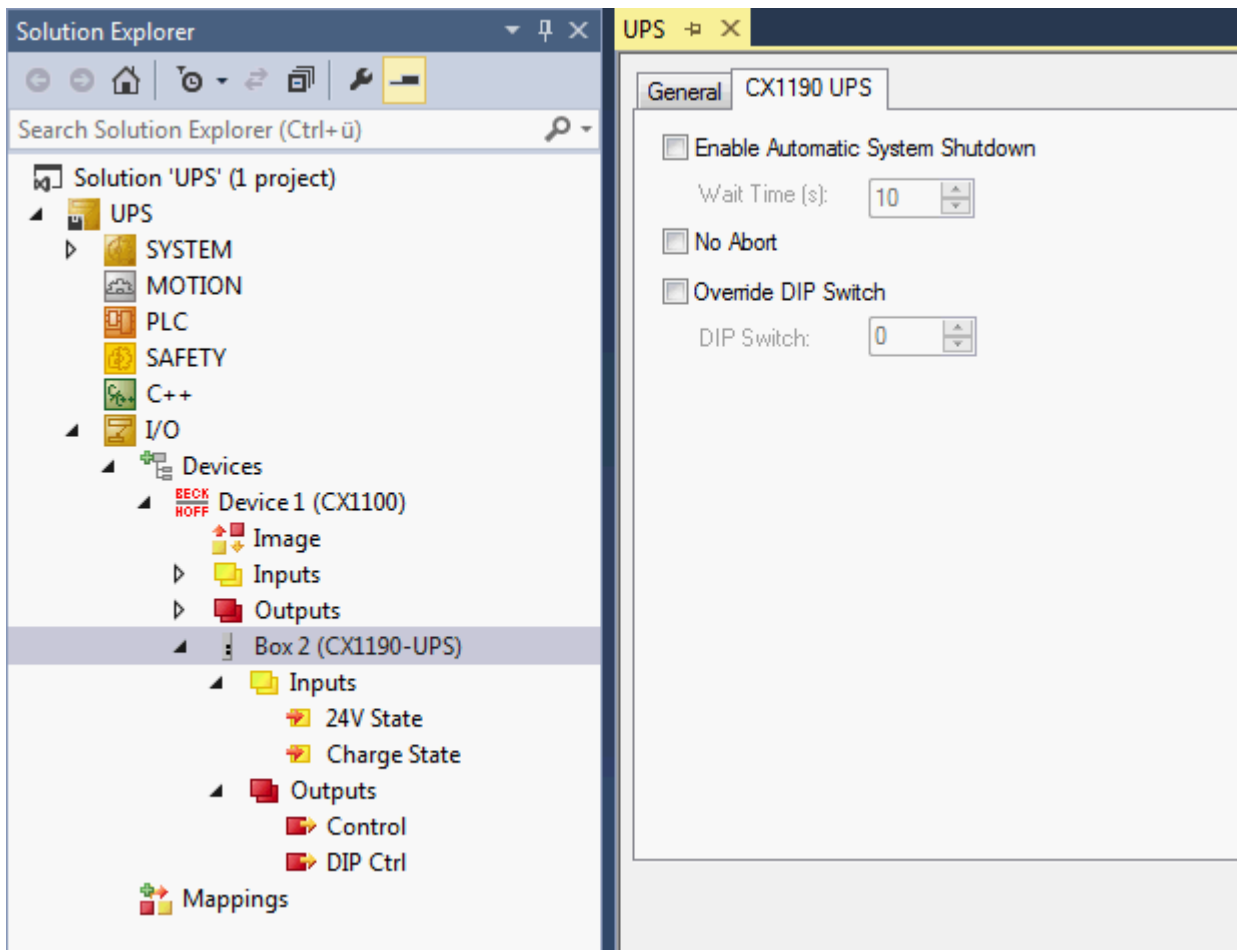 Solution Explorer
Search Solution Explorer (Ctrl+ü)
Solution 'UPS' (1 project)
UPS
SYSTEM
MOTION
PLC
SAFETY
C++
I/O
Devices
BECK
HOFF
Device 1 (CX1100)
Image
Inputs
Outputs
Box 2 (CX1190-UPS)
Inputs
24V State
Charge State
Outputs
Control
DIP Ctrl
Mappings
UPS
General
CX1190 UPS
Enable Automatic System Shutdown
Wait Time (s): 10
No Abort
Override DIP Switch
DIP Switch: 0